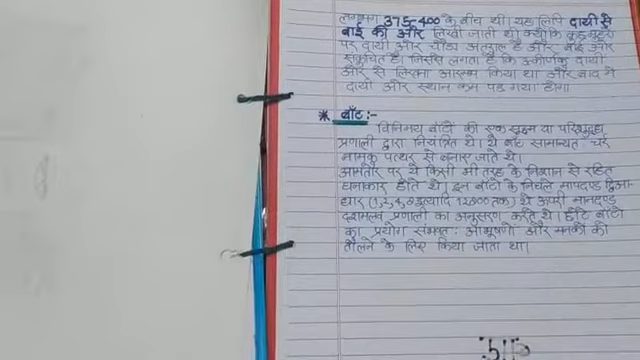 लगभग 375-400 के बीच थी। यह लिपि दायीं से
बाईं की ओर लिखी जाती थी क्योंकि कुछ मुहरों
पर दायीं ओर चौड़ा अंतराल है और बाईं ओर
संकुचित है। जिससे लगता है कि उत्कीर्णक दायीं
ओर से लिखना आरम्भ किया था और बाद में
दायीं ओर स्थान कम पड़ गया होगा
* बाँट:-
विनिमय बाटों की एक सूक्ष्म या परिशुद्ध
प्रणाली द्वारा नियंत्रित थे। ये बाट सामान्यतः चर्ट
नामक पत्थर से बनाए जाते थे।
आमतौर पर ये किसी भी तरह के निशान से रहित
घनाकार होते थे। इन बाटों के निचले मापदण्ड द्विआ-
धारी (1,2,4,8 इत्यादि 12800 तक) थे ऊपरी मानदण्ड
दशमलव प्रणाली का अनुसरण करते थे। छोटे बाटों
का प्रयोग संभवत: आभूषणों और मनकों को
तौलने के लिए किया जाता था।